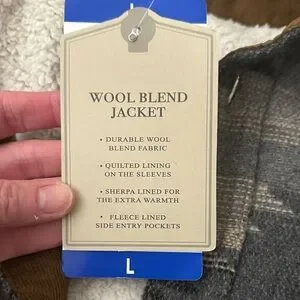 L
WOOL BLEND
JACKET
• DURABLE WOOL
BLEND FABRIC
• QUILTED LINING
ON THE SLEEVES
• SHERPA LINED FOR
THE EXTRA WARMTH
• FLEECE LINED
SIDE ENTRY POCKETS
L